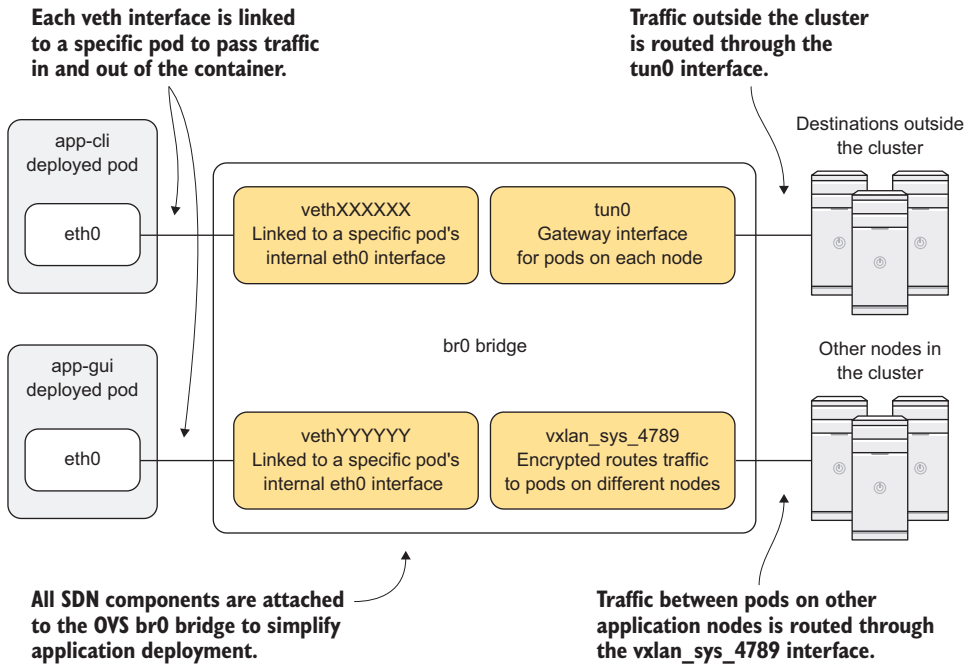 Each veth interface is linked
to a specific pod to pass traffic
in and out of the container.
Traffic outside the cluster
is routed through the
tun0 interface.
app-cli
deployed pod
eth0
vethXXXXXX
Linked to a specific pod's
internal eth0 interface
tun0
Gateway interface
for pods on each node
Destinations outside
the cluster
br0 bridge
app-gui
deployed pod
eth0
vethYYYYYY
Linked to a specific pod's
internal eth0 interface
vxlan_sys_4789
Encrypted routes traffic
to pods on different nodes
Other nodes in
the cluster
All SDN components are attached
to the OVS br0 bridge to simplify
application deployment.
Traffic between pods on other
application nodes is routed through
the vxlan_sys_4789 interface.